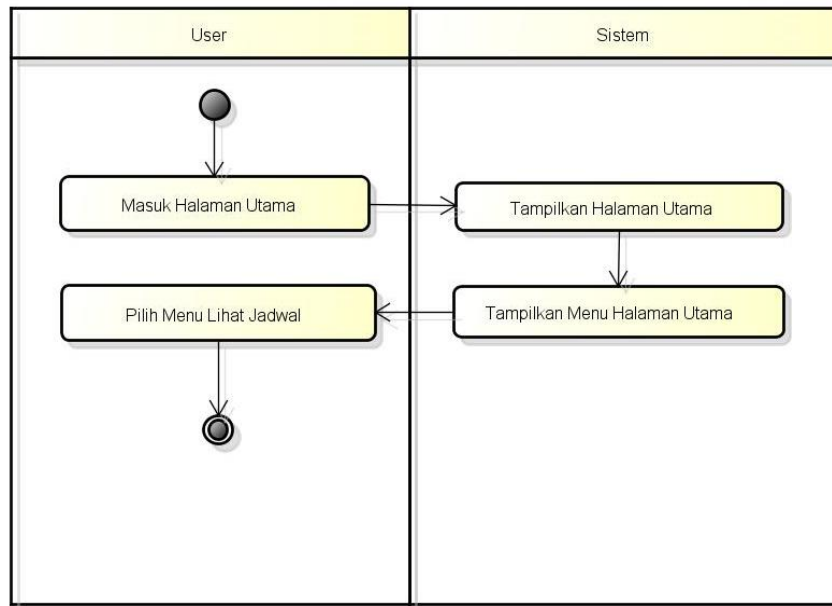 User
Sistem
Masuk Halaman Utama
Tampilkan Halaman Utama
Tampilkan Menu Halaman Utama
Pilih Menu Lihat Jadwal